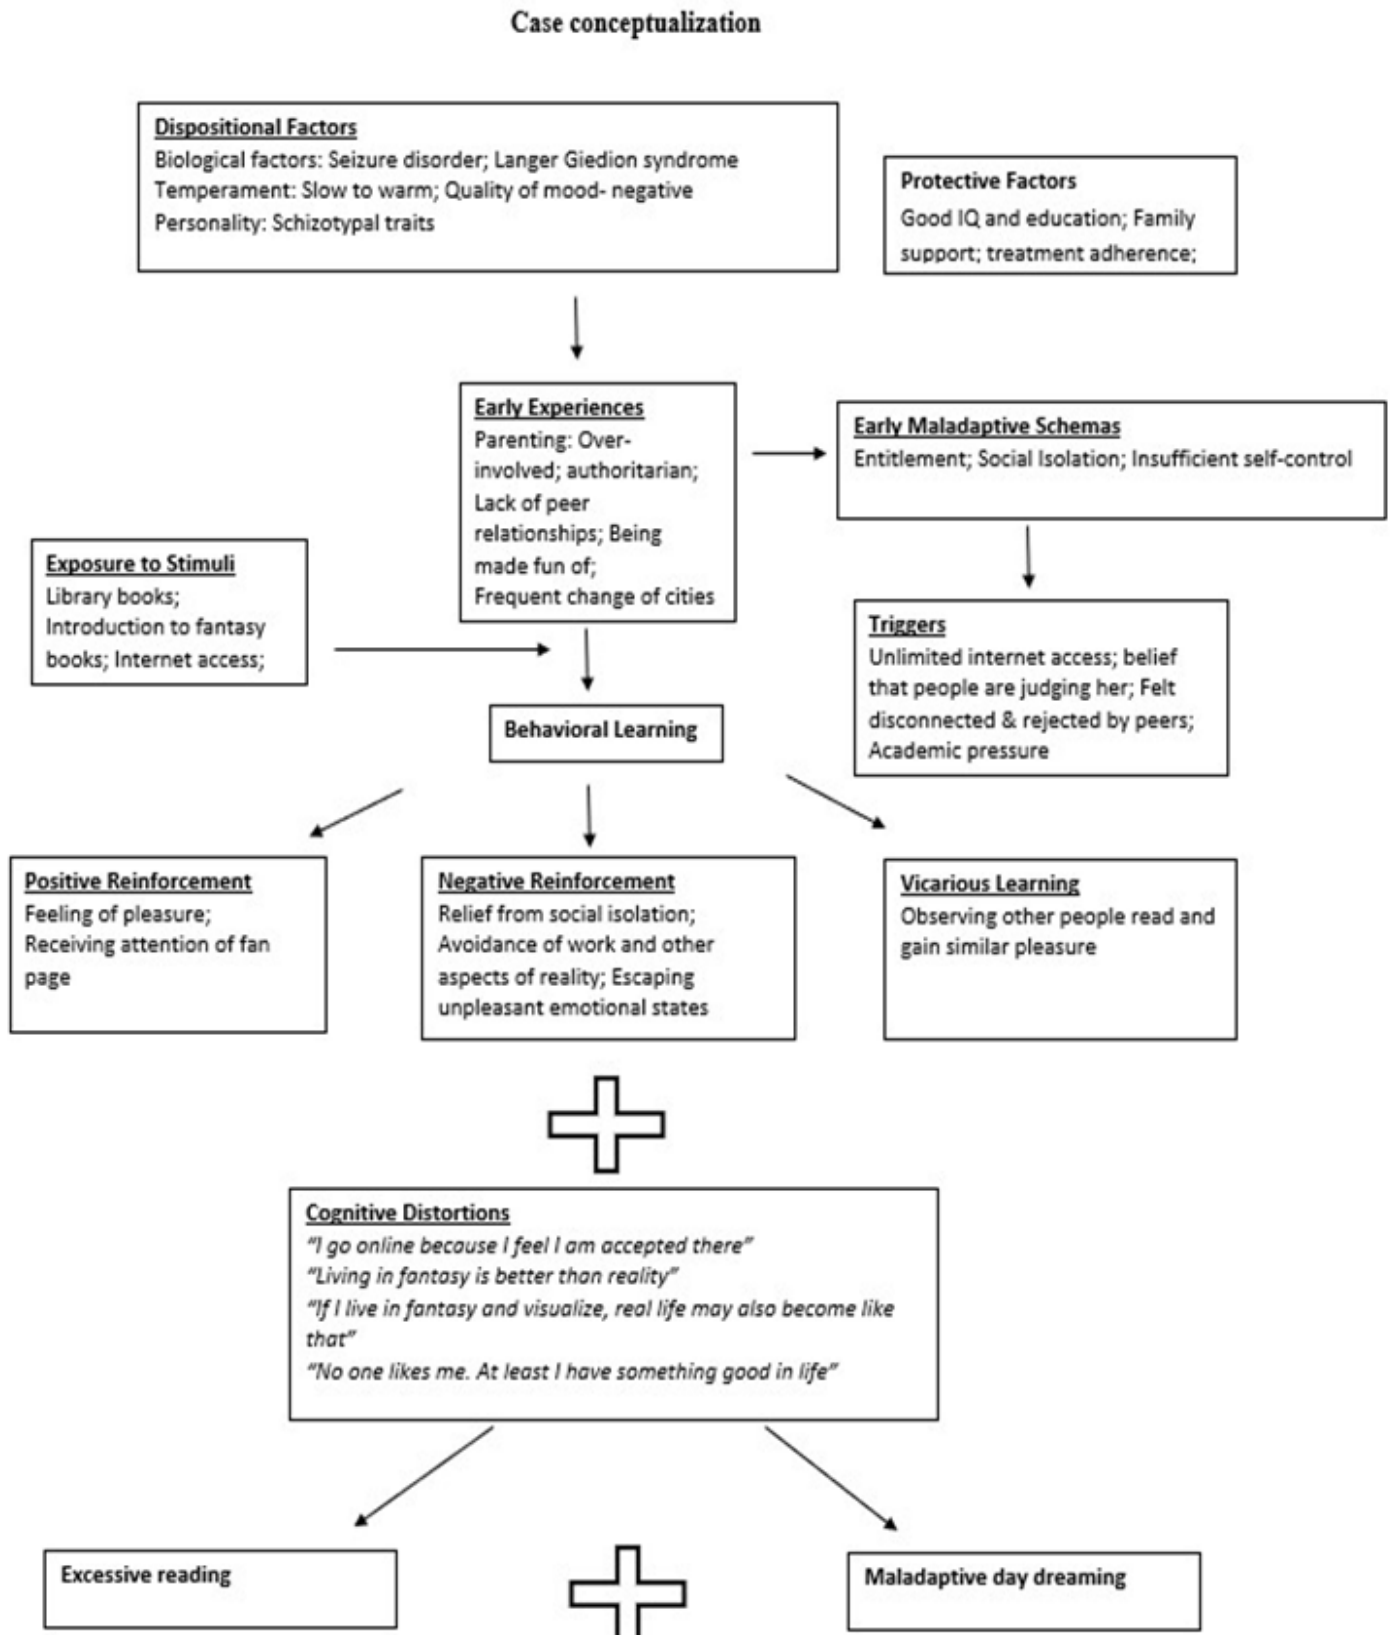 Case conceptualization
Dispositional Factors
Biological factors: Seizure disorder; Langer Giedion syndrome
Temperament: Slow to warm; Quality of mood- negative
Personality: Schizotypal traits
Protective Factors
Good IQ and education; Family
support; treatment adherence;
Early Experiences
Parenting: Over-
involved; authoritarian;
Lack of peer
relationships; Being
made fun of;
Frequent change of cities
Early Maladaptive Schemas
Entitlement; Social Isolation; Insufficient self-control
Exposure to Stimuli
Library books;
Introduction to fantasy
books; Internet access;
Triggers
Unlimited internet access; belief
that people are judging her; Felt
disconnected & rejected by peers;
Academic pressure
Behavioral Learning
Positive Reinforcement
Feeling of pleasure;
Receiving attention of fan
page
Negative Reinforcement
Relief from social isolation;
Avoidance of work and other
aspects of reality; Escaping
unpleasant emotional states
Vicarious Learning
Observing other people read and
gain similar pleasure
Cognitive Distortions
“I go online because I feel I am accepted there”
“Living in fantasy is better than reality”
“If I live in fantasy and visualize, real life may also become like
that”
“No one likes me. At least I have something good in life”
Excessive reading
Maladaptive day dreaming